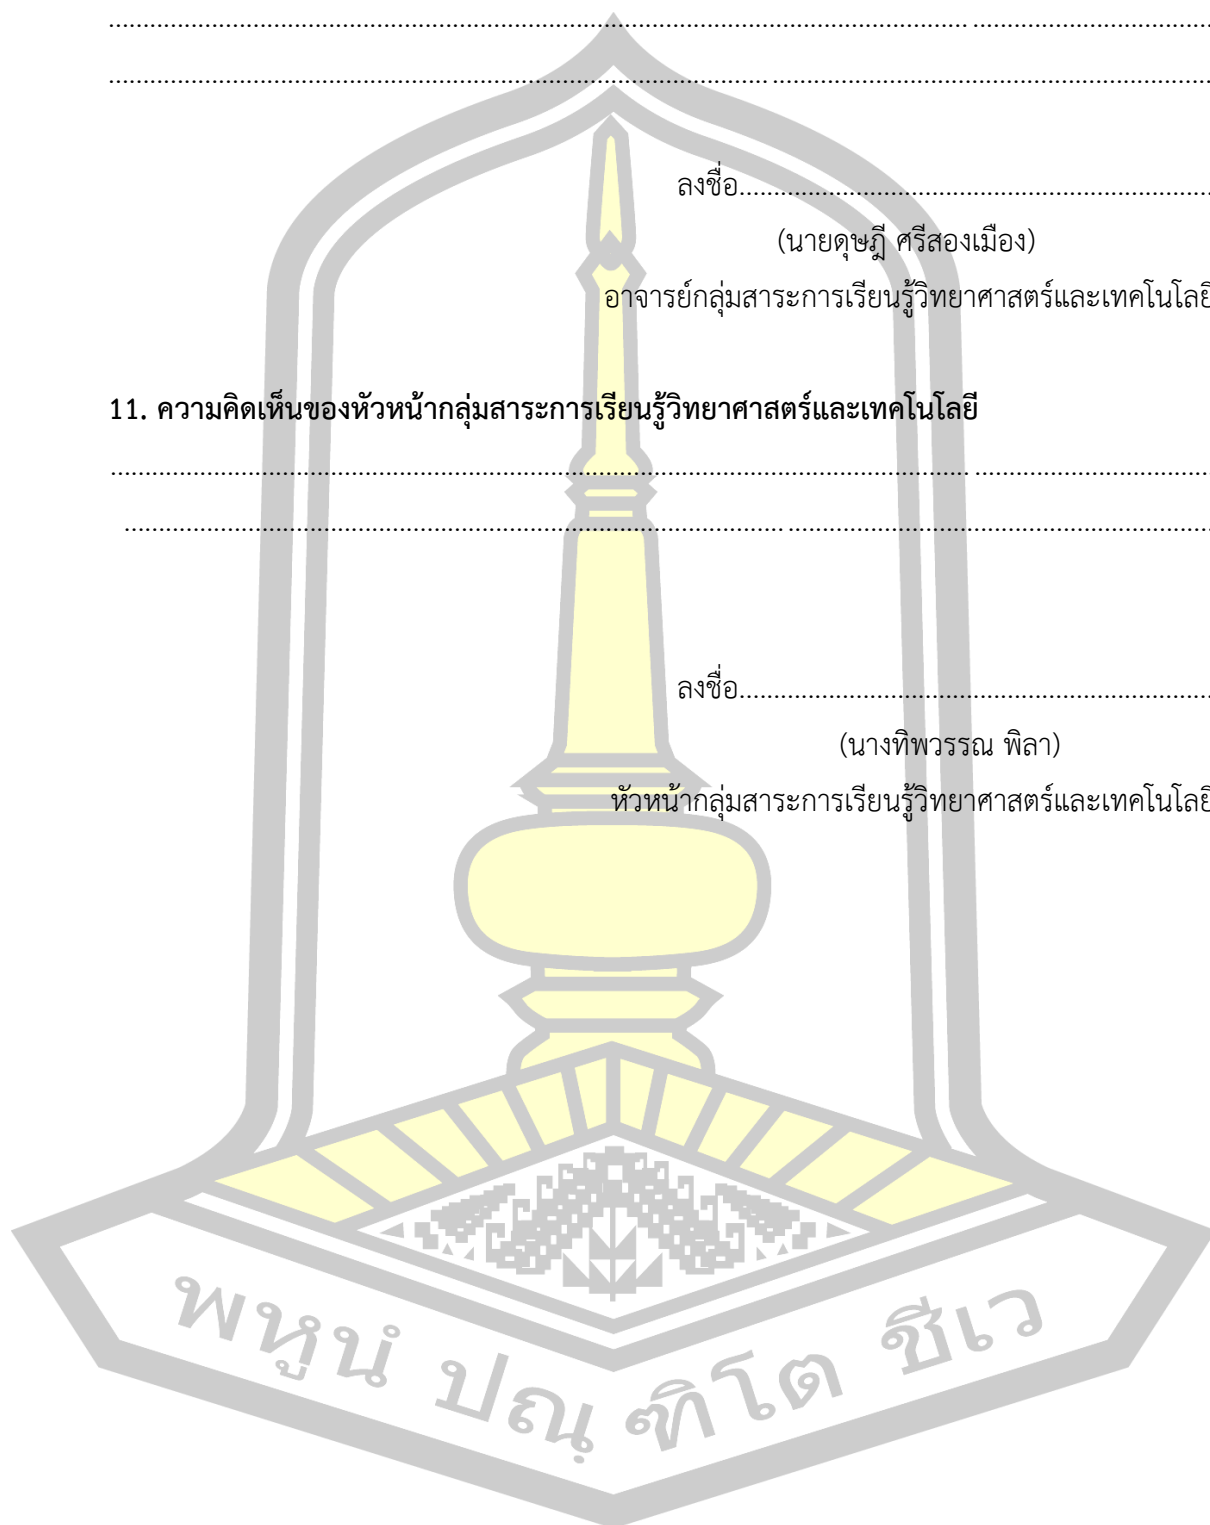 ........................................................................................................................... ..................................
............................................................................................... ...............................................................
ลงชื่อ....................................................................
(นายดุษฎี ศรีสองเมือง)
อาจารย์กลุ่มสาระการเรียนรู้วิทยาศาสตร์และเทคโนโลยี
11. ความคิดเห็นของหัวหน้ากลุ่มสาระการเรียนรู้วิทยาศาสตร์และเทคโนโลยี
........................................................................................................................... ..................................
............................................................................................... .............................................................
ลงชื่อ....................................................................
(นางทิพวรรณ พิลา)
หัวหน้ากลุ่มสาระการเรียนรู้วิทยาศาสตร์และเทคโนโลยี
พหูนํ ปณฺฑิโต ชีเว